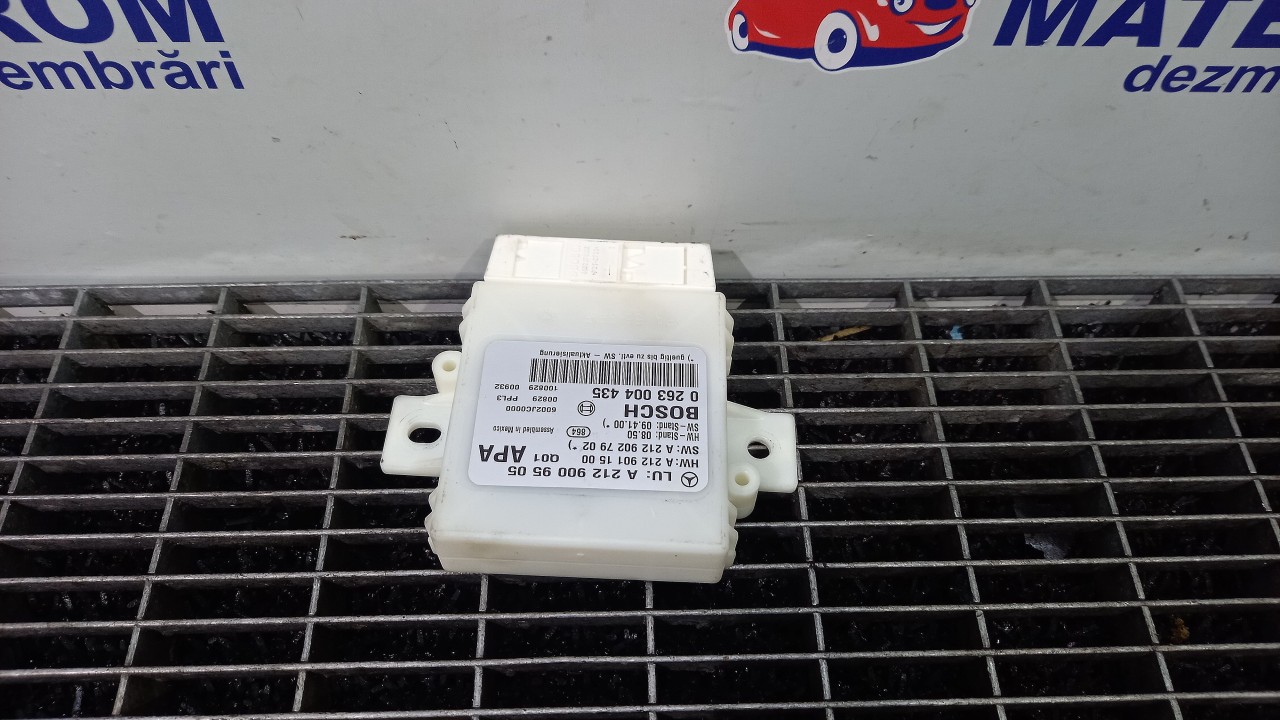 ROM
embrări
MATE
dezm
LU: A 212 900 95 05
HW: A 212 901 15 00 Q01 APA
SW: A 212 902 79 02 *)
HW-Stand: 08.50
SW-Stand: 09.41.00 *)
864
Assembled in Mexico
BOSCH
6002JC0000
0 263 004 435
00829 PPL3
100829 00932
*) gueltig bis zu evtl. SW - Aktualisierung